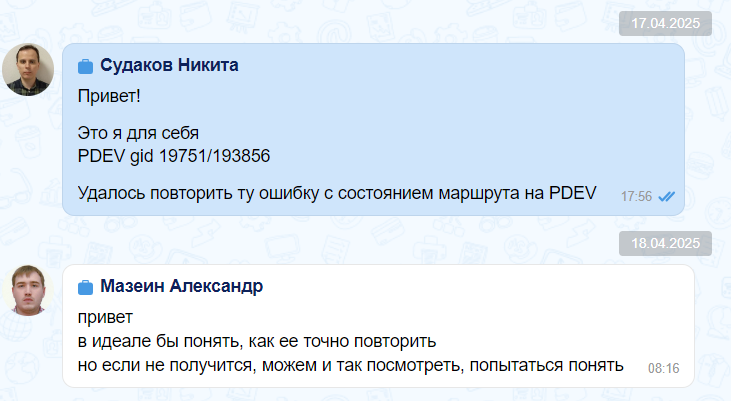 17.04.2025
Судаков Никита
Привет!
Это я для себя
PDEV gid 19751/193856
Удалось повторить ту ошибку с состоянием маршрута на PDEV
17:56
18.04.2025
Мазеин Александр
привет
в идеале бы понять, как ее точно повторить
но если не получится, можем и так посмотреть, попытаться понять
08:16